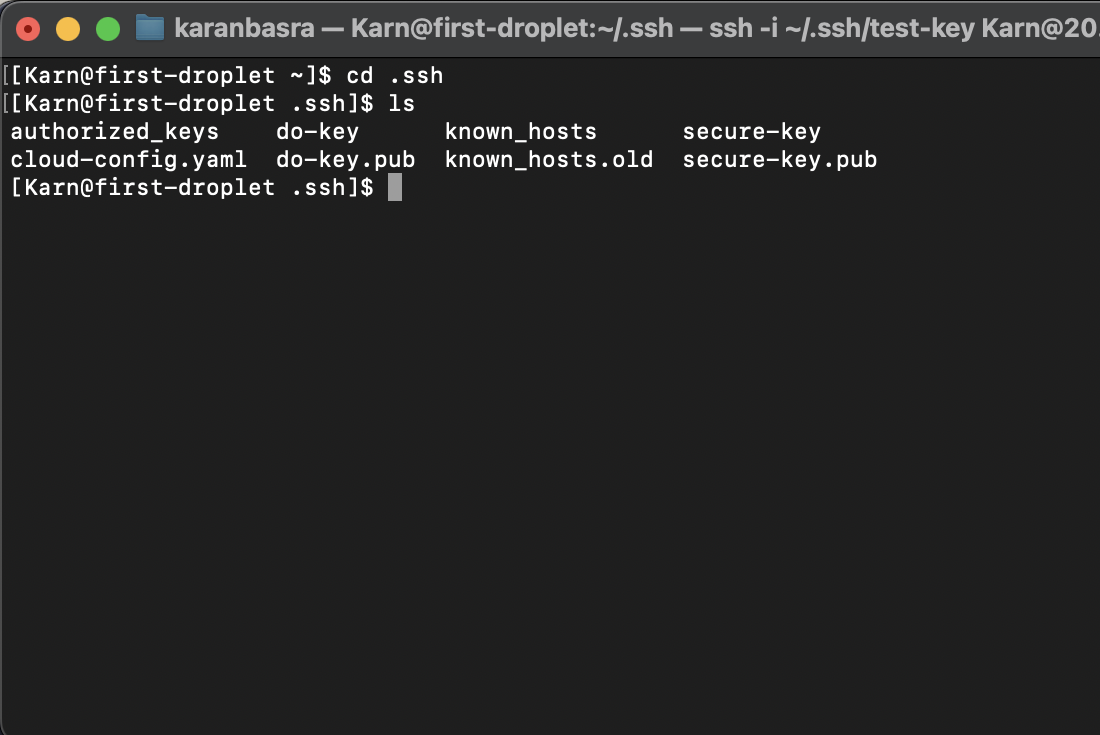 karanbasra — Karn@first-droplet:~/.ssh — ssh -i ~/.ssh/test-key Karn@20.
[[Karn@first-droplet ~]$ cd .ssh
[[Karn@first-droplet .ssh]$ ls
authorized_keys    do-key      known_hosts      secure-key
cloud-config.yaml  do-key.pub  known_hosts.old  secure-key.pub
[Karn@first-droplet .ssh]$